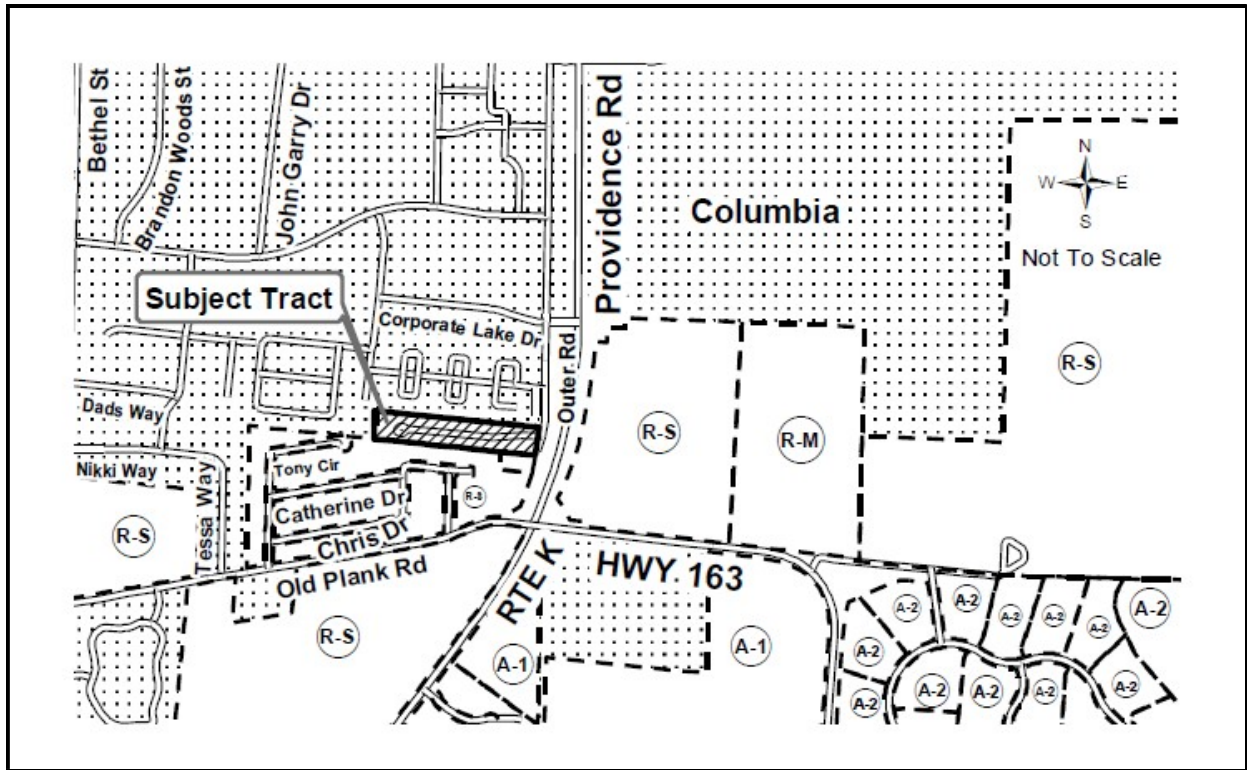 Bethel St
Brandon Woods St
John Garry Dr
Providence Rd
Columbia
N
W E
S
Not To Scale
Subject Tract
Corporate Lake Dr
Outer Rd
R-S
R-S
R-M
Dads Way
Nikki Way
Tony Cir
Catherine Dr
Chris Dr
Tessa Way
R-S
Old Plank Rd
RTE K
HWY 163
R-S
A-1
A-1
A-2
A-2
A-2
A-2
A-2
A-2
A-2
A-2
A-2
A-2
A-2
A-2